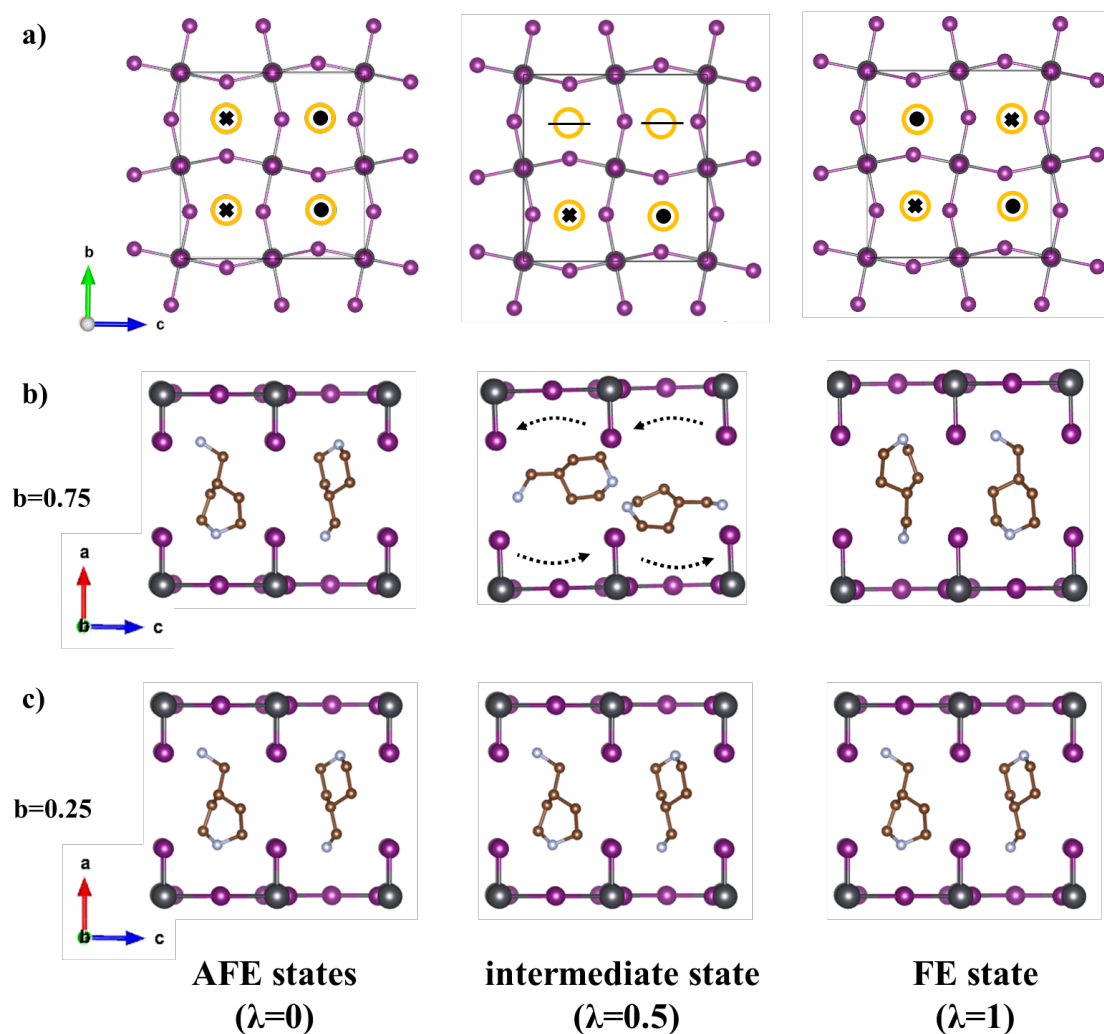 a)
b
c
b)
b=0.75
a
b
c
c)
b=0.25
a
b
c
AFE states
(λ=0)
intermediate state
(λ=0.5)
FE state
(λ=1)